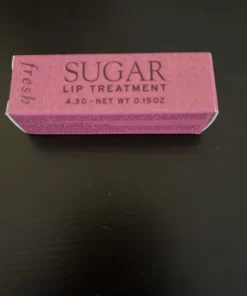 fresh
SUGAR
LIP TREATMENT
4.3G - NET WT 0.15OZ